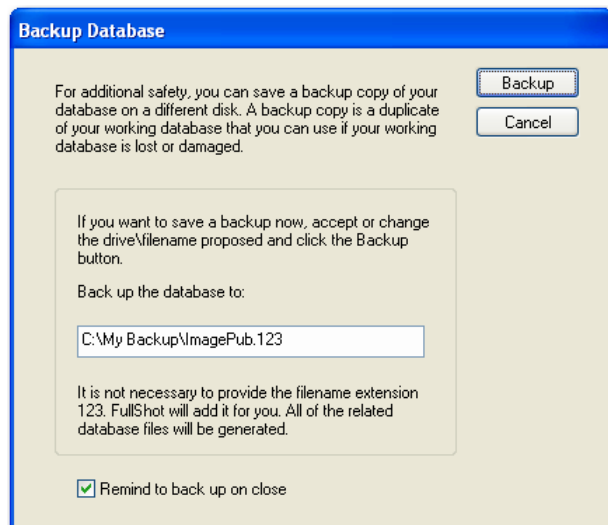 Backup Database
For additional safety, you can save a backup copy of your
database on a different disk. A backup copy is a duplicate
of your working database that you can use if your working
database is lost or damaged.
Backup
Cancel
If you want to save a backup now, accept or change
the drive\filename proposed and click the Backup
button.
Back up the database to:
C:\My Backup\ImagePub.123
It is not necessary to provide the filename extension
123. FullShot will add it for you. All of the related
database files will be generated.
Remind to back up on close